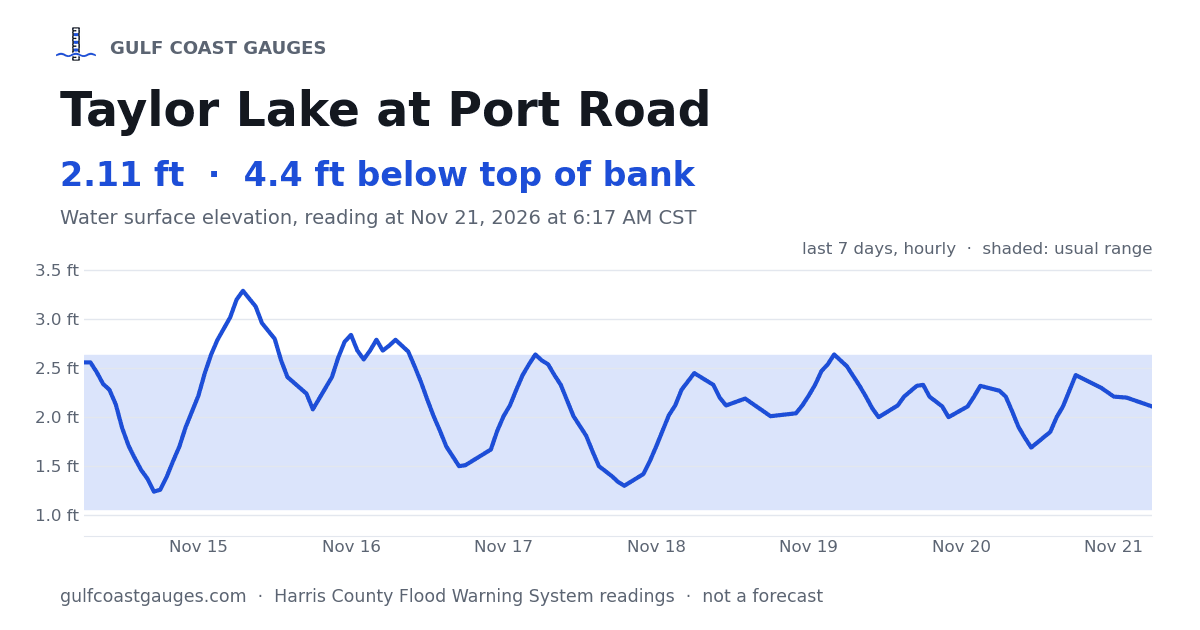 GULF COAST GAUGES
Taylor Lake at Port Road
2.11 ft · 4.4 ft below top of bank
Water surface elevation, reading at Nov 21, 2026 at 6:17 AM CST
last 7 days, hourly · shaded: usual range
3.5 ft
3.0 ft
2.5 ft
2.0 ft
1.5 ft
1.0 ft
Nov 15 Nov 16 Nov 17 Nov 18 Nov 19 Nov 20 Nov 21
gulfcoastgauges.com · Harris County Flood Warning System readings · not a forecast